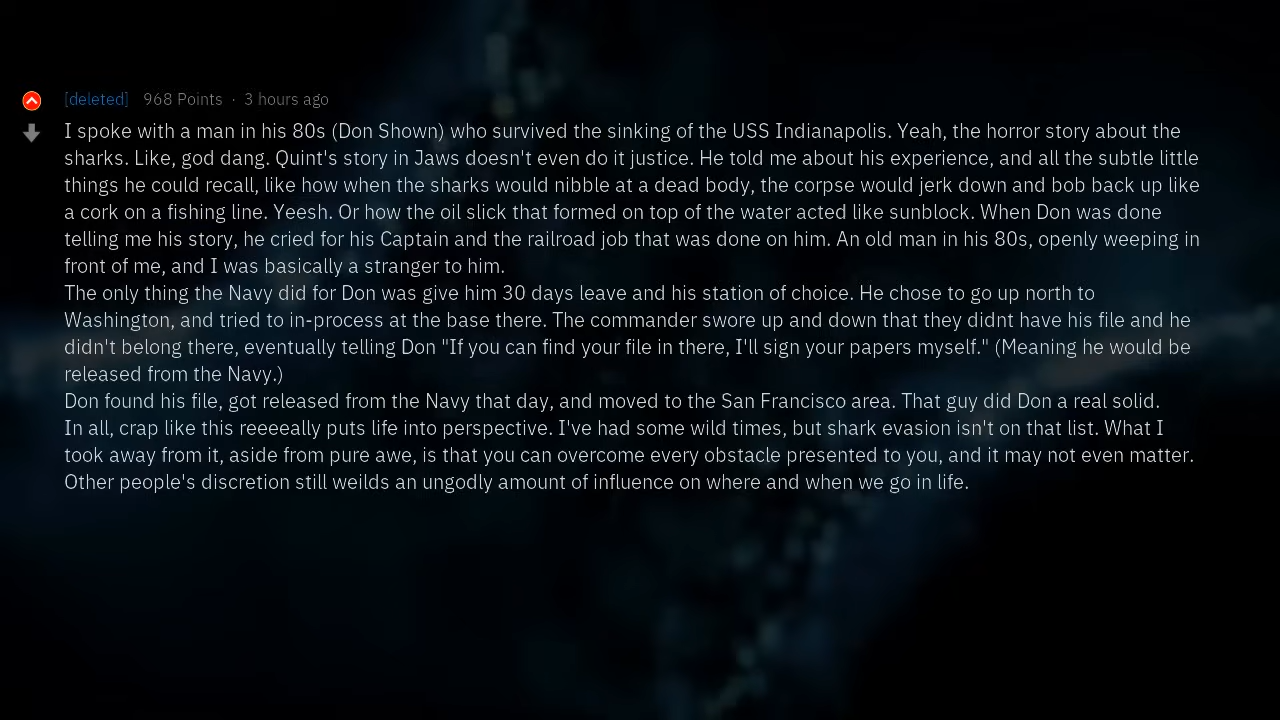 [deleted] 968 Points · 3 hours ago
I spoke with a man in his 80s (Don Shown) who survived the sinking of the USS Indianapolis. Yeah, the horror story about the
sharks. Like, god dang. Quint's story in Jaws doesn't even do it justice. He told me about his experience, and all the subtle little
things he could recall, like how when the sharks would nibble at a dead body, the corpse would jerk down and bob back up like
a cork on a fishing line. Yeesh. Or how the oil slick that formed on top of the water acted like sunblock. When Don was done
telling me his story, he cried for his Captain and the railroad job that was done on him. An old man in his 80s, openly weeping in
front of me, and I was basically a stranger to him.
The only thing the Navy did for Don was give him 30 days leave and his station of choice. He chose to go up north to
Washington, and tried to in-process at the base there. The commander swore up and down that they didnt have his file and he
didn't belong there, eventually telling Don "If you can find your file in there, I'll sign your papers myself." (Meaning he would be
released from the Navy.)
Don found his file, got released from the Navy that day, and moved to the San Francisco area. That guy did Don a real solid.
In all, crap like this reeeeally puts life into perspective. I've had some wild times, but shark evasion isn't on that list. What I
took away from it, aside from pure awe, is that you can overcome every obstacle presented to you, and it may not even matter.
Other people's discretion still weilds an ungodly amount of influence on where and when we go in life.